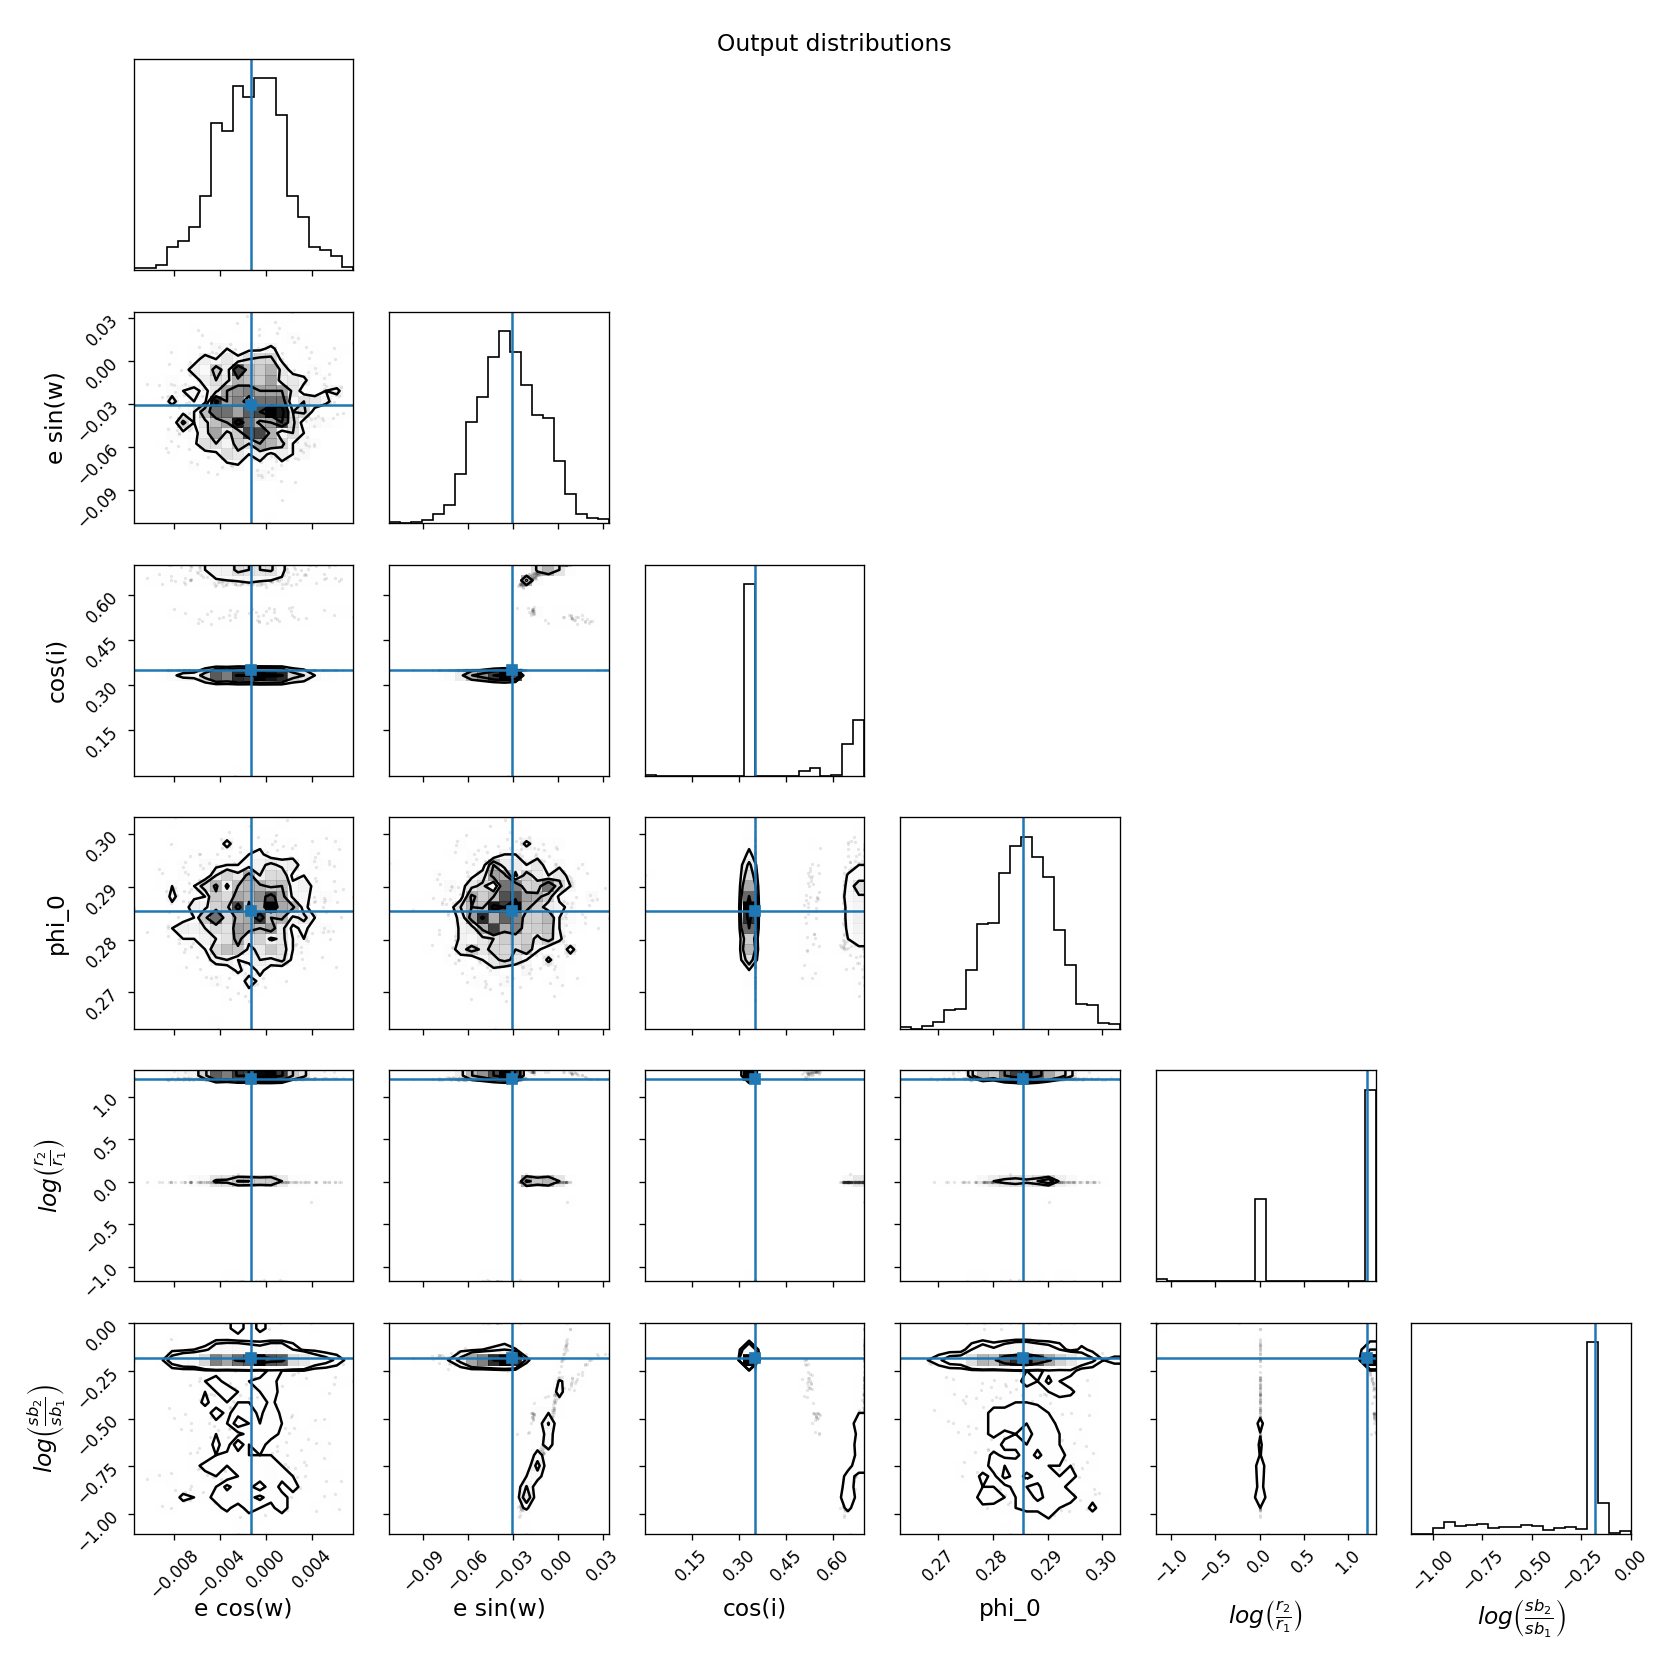 Output distributions
0.03
0.00
−0.03
−0.06
−0.09
e sin(w)
0.60
0.45
0.30
0.15
cos(i)
0.30
0.29
0.28
0.27
phi_0
1.0
0.5
0.0
−0.5
−1.0
log(r₂/r₁)
0.00
−0.25
−0.50
−0.75
−1.00
log(sb₂/sb₁)
−0.008 −0.004 0.000 0.004
−0.09 −0.06 −0.03 0.00 0.03
0.15 0.30 0.45 0.60
0.27 0.28 0.29 0.30
−1.0 −0.5 0.0 0.5 1.0
−1.00 −0.75 −0.50 −0.25 0.00
e cos(w) e sin(w) cos(i) phi_0 log(r₂/r₁) log(sb₂/sb₁)